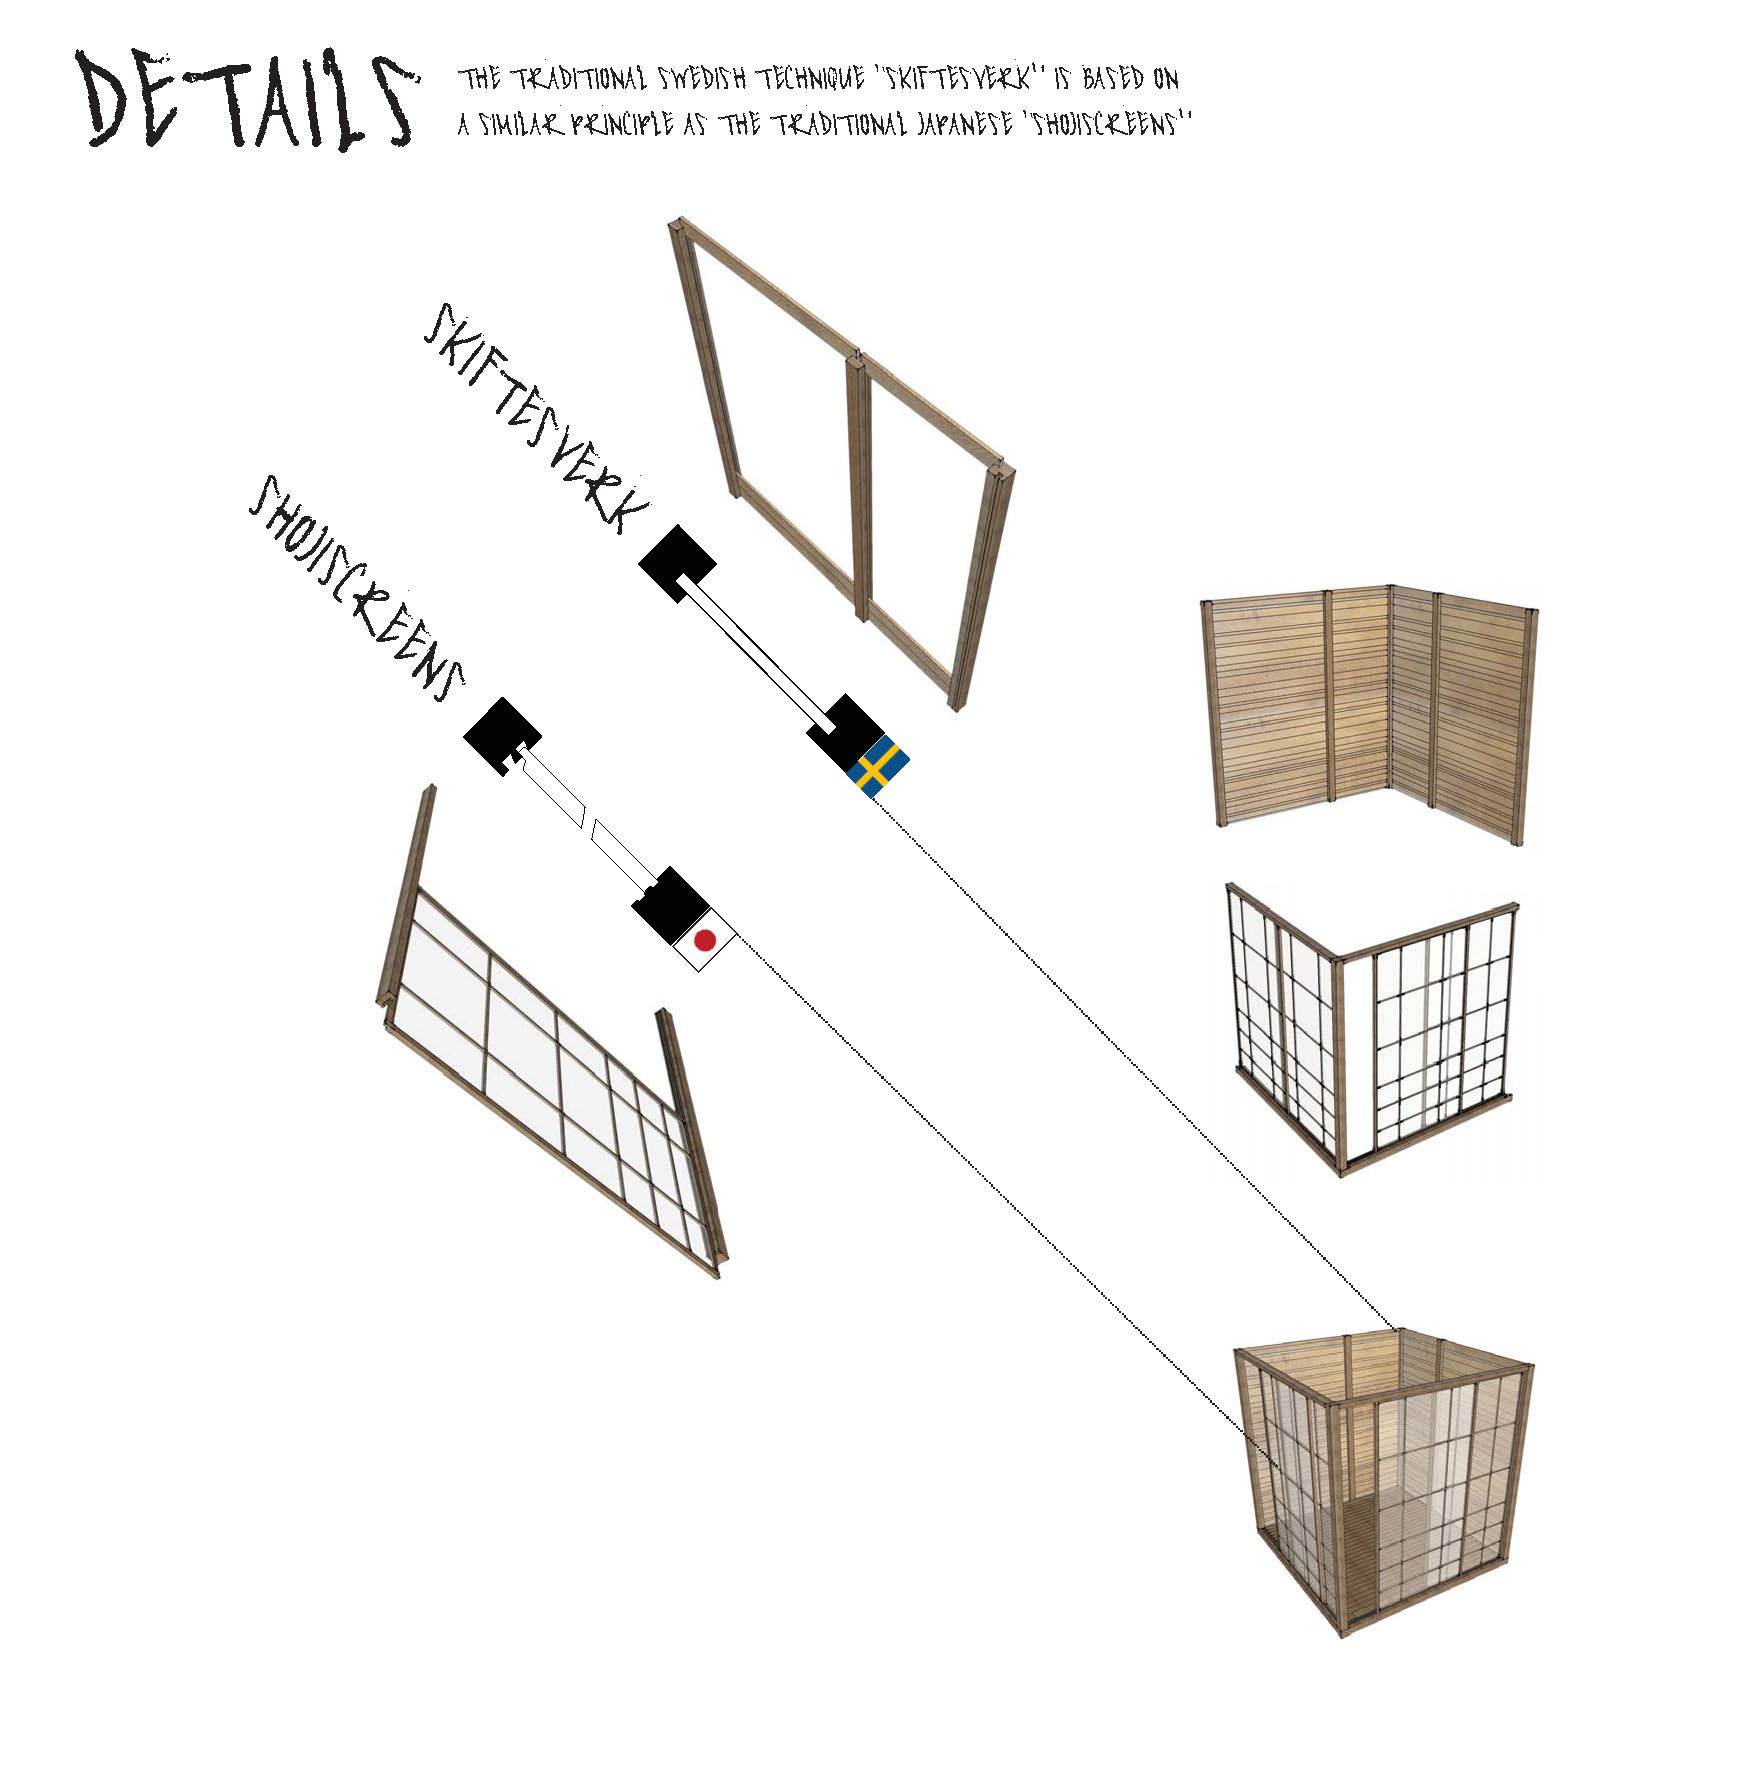 DETAILS
THE TRADITIONAL SWEDISH TECHNIQUE "SKIFTESVERK" IS BASED ON
A SIMILAR PRINCIPLE AS THE TRADITIONAL JAPANESE "SHOJISCREENS"
SKIFTESVERK
SHOJISCREENS